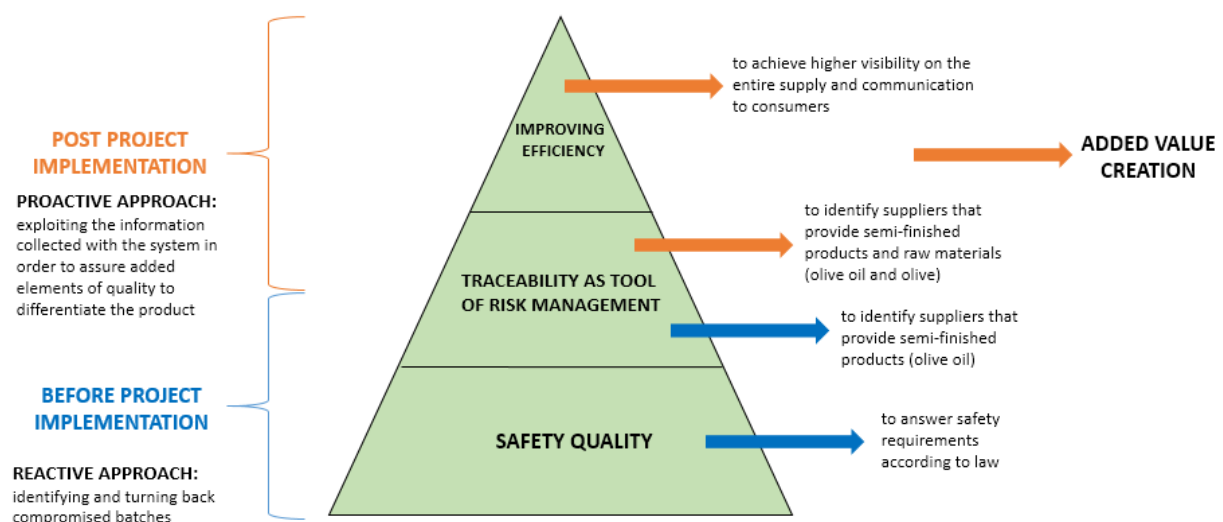 POST PROJECT
IMPLEMENTATION
PROACTIVE APPROACH:
exploiting the information
collected with the system in
order to assure added
elements of quality to
differentiate the product
BEFORE PROJECT
IMPLEMENTATION
REACTIVE APPROACH:
identifying and turning back
compromised batches
IMPROVING
EFFICIENCY
TRACEABILITY AS TOOL
OF RISK MANAGEMENT
SAFETY QUALITY
to achieve higher visibility on the
entire supply and communication
to consumers
to identify suppliers that
provide semi-finished
products and raw materials
(olive oil and olive)
to identify suppliers that
provide semi-finished
products (olive oil)
to answer safety
requirements
according to law
ADDED VALUE
CREATION